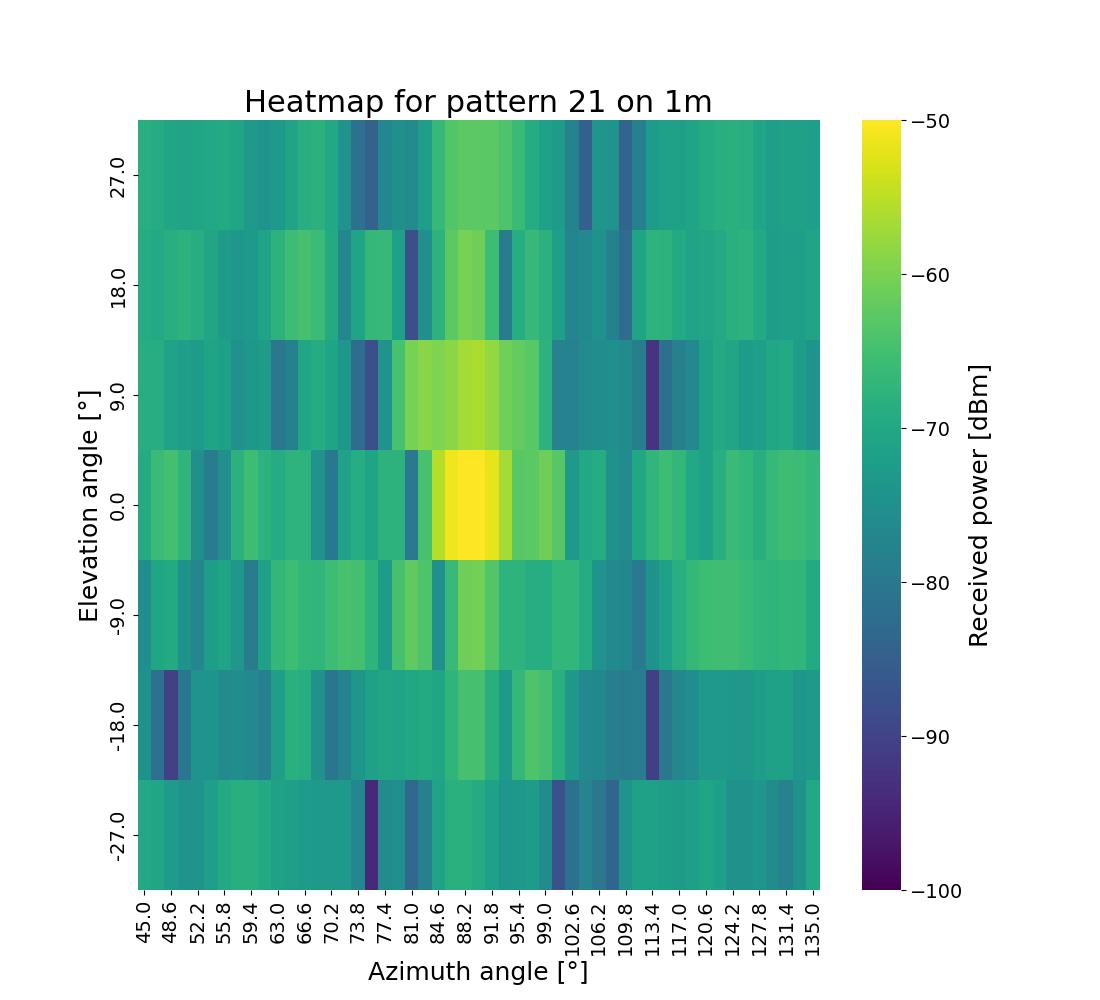 Heatmap for pattern 21 on 1m
Elevation angle [°]
27.0
18.0
9.0
0.0
-9.0
-18.0
-27.0
45.0 48.6 52.2 55.8 59.4 63.0 66.6 70.2 73.8 77.4 81.0 84.6 88.2 91.8 95.4 99.0 102.6 106.2 109.8 113.4 117.0 120.6 124.2 127.8 131.4 135.0
Azimuth angle [°]
−50
−60
−70
−80
−90
−100
Received power [dBm]